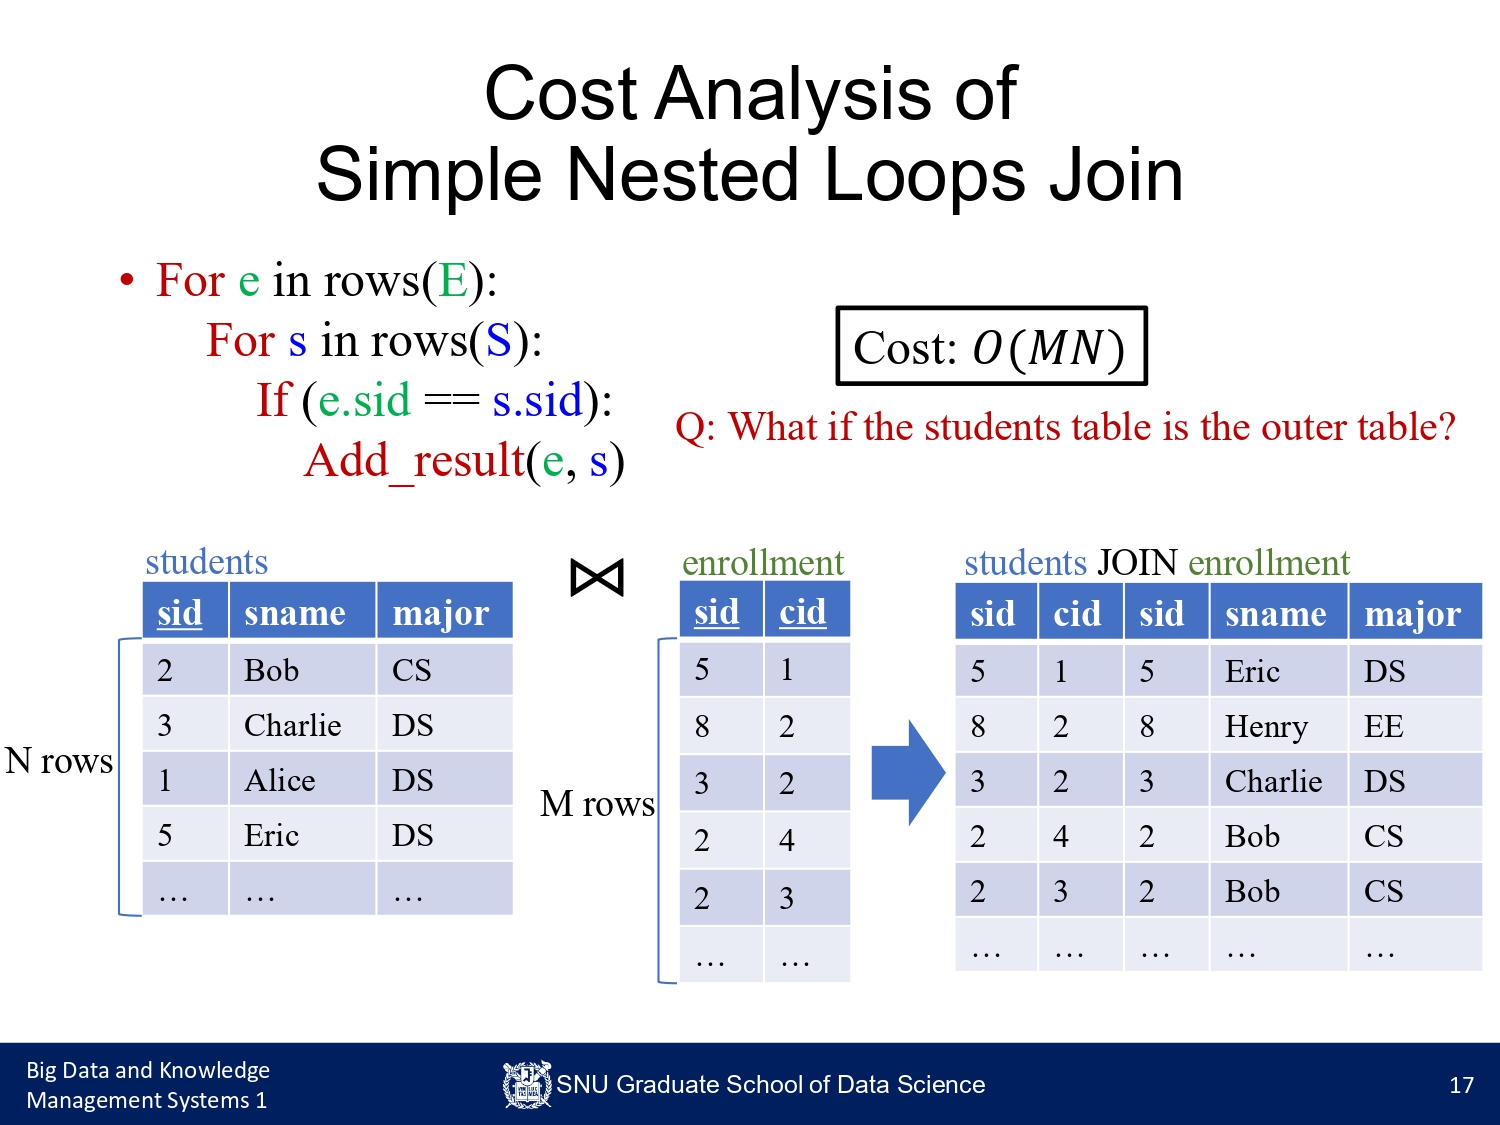 Cost Analysis of
Simple Nested Loops Join
• For e in rows(E):
For s in rows(S):
If (e.sid == s.sid):
Add_result(e, s)
Cost: O(MN)
Q: What if the students table is the outer table?
students
sid sname major
2 Bob CS
3 Charlie DS
1 Alice DS
5 Eric DS
… … …
N rows
⋈
enrollment
sid cid
5 1
8 2
3 2
2 4
2 3
… …
M rows
students JOIN enrollment
sid cid sid sname major
5 1 5 Eric DS
8 2 8 Henry EE
3 2 3 Charlie DS
2 4 2 Bob CS
2 3 2 Bob CS
… … … … …
Big Data and Knowledge
Management Systems 1
SNU Graduate School of Data Science
17